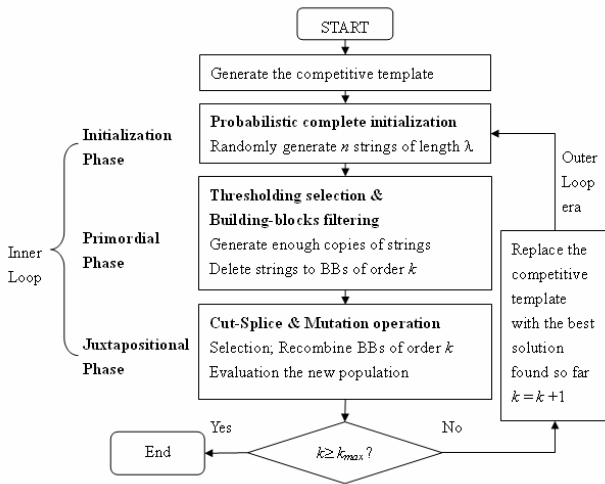 START
Generate the competitive template
Initialization
Phase
Probabilistic complete initialization
Randomly generate n strings of length λ
Outer
Loop
era
Inner
Loop
Primordial
Phase
Thresholding selection &
Building-blocks filtering
Generate enough copies of strings
Delete strings to BBs of order k
Replace the
competitive
template
with the best
solution
found so far
k = k +1
Juxtapositional
Phase
Cut-Splice & Mutation operation
Selection; Recombine BBs of order k
Evaluation the new population
Yes
No
End
k≥ kmax ?